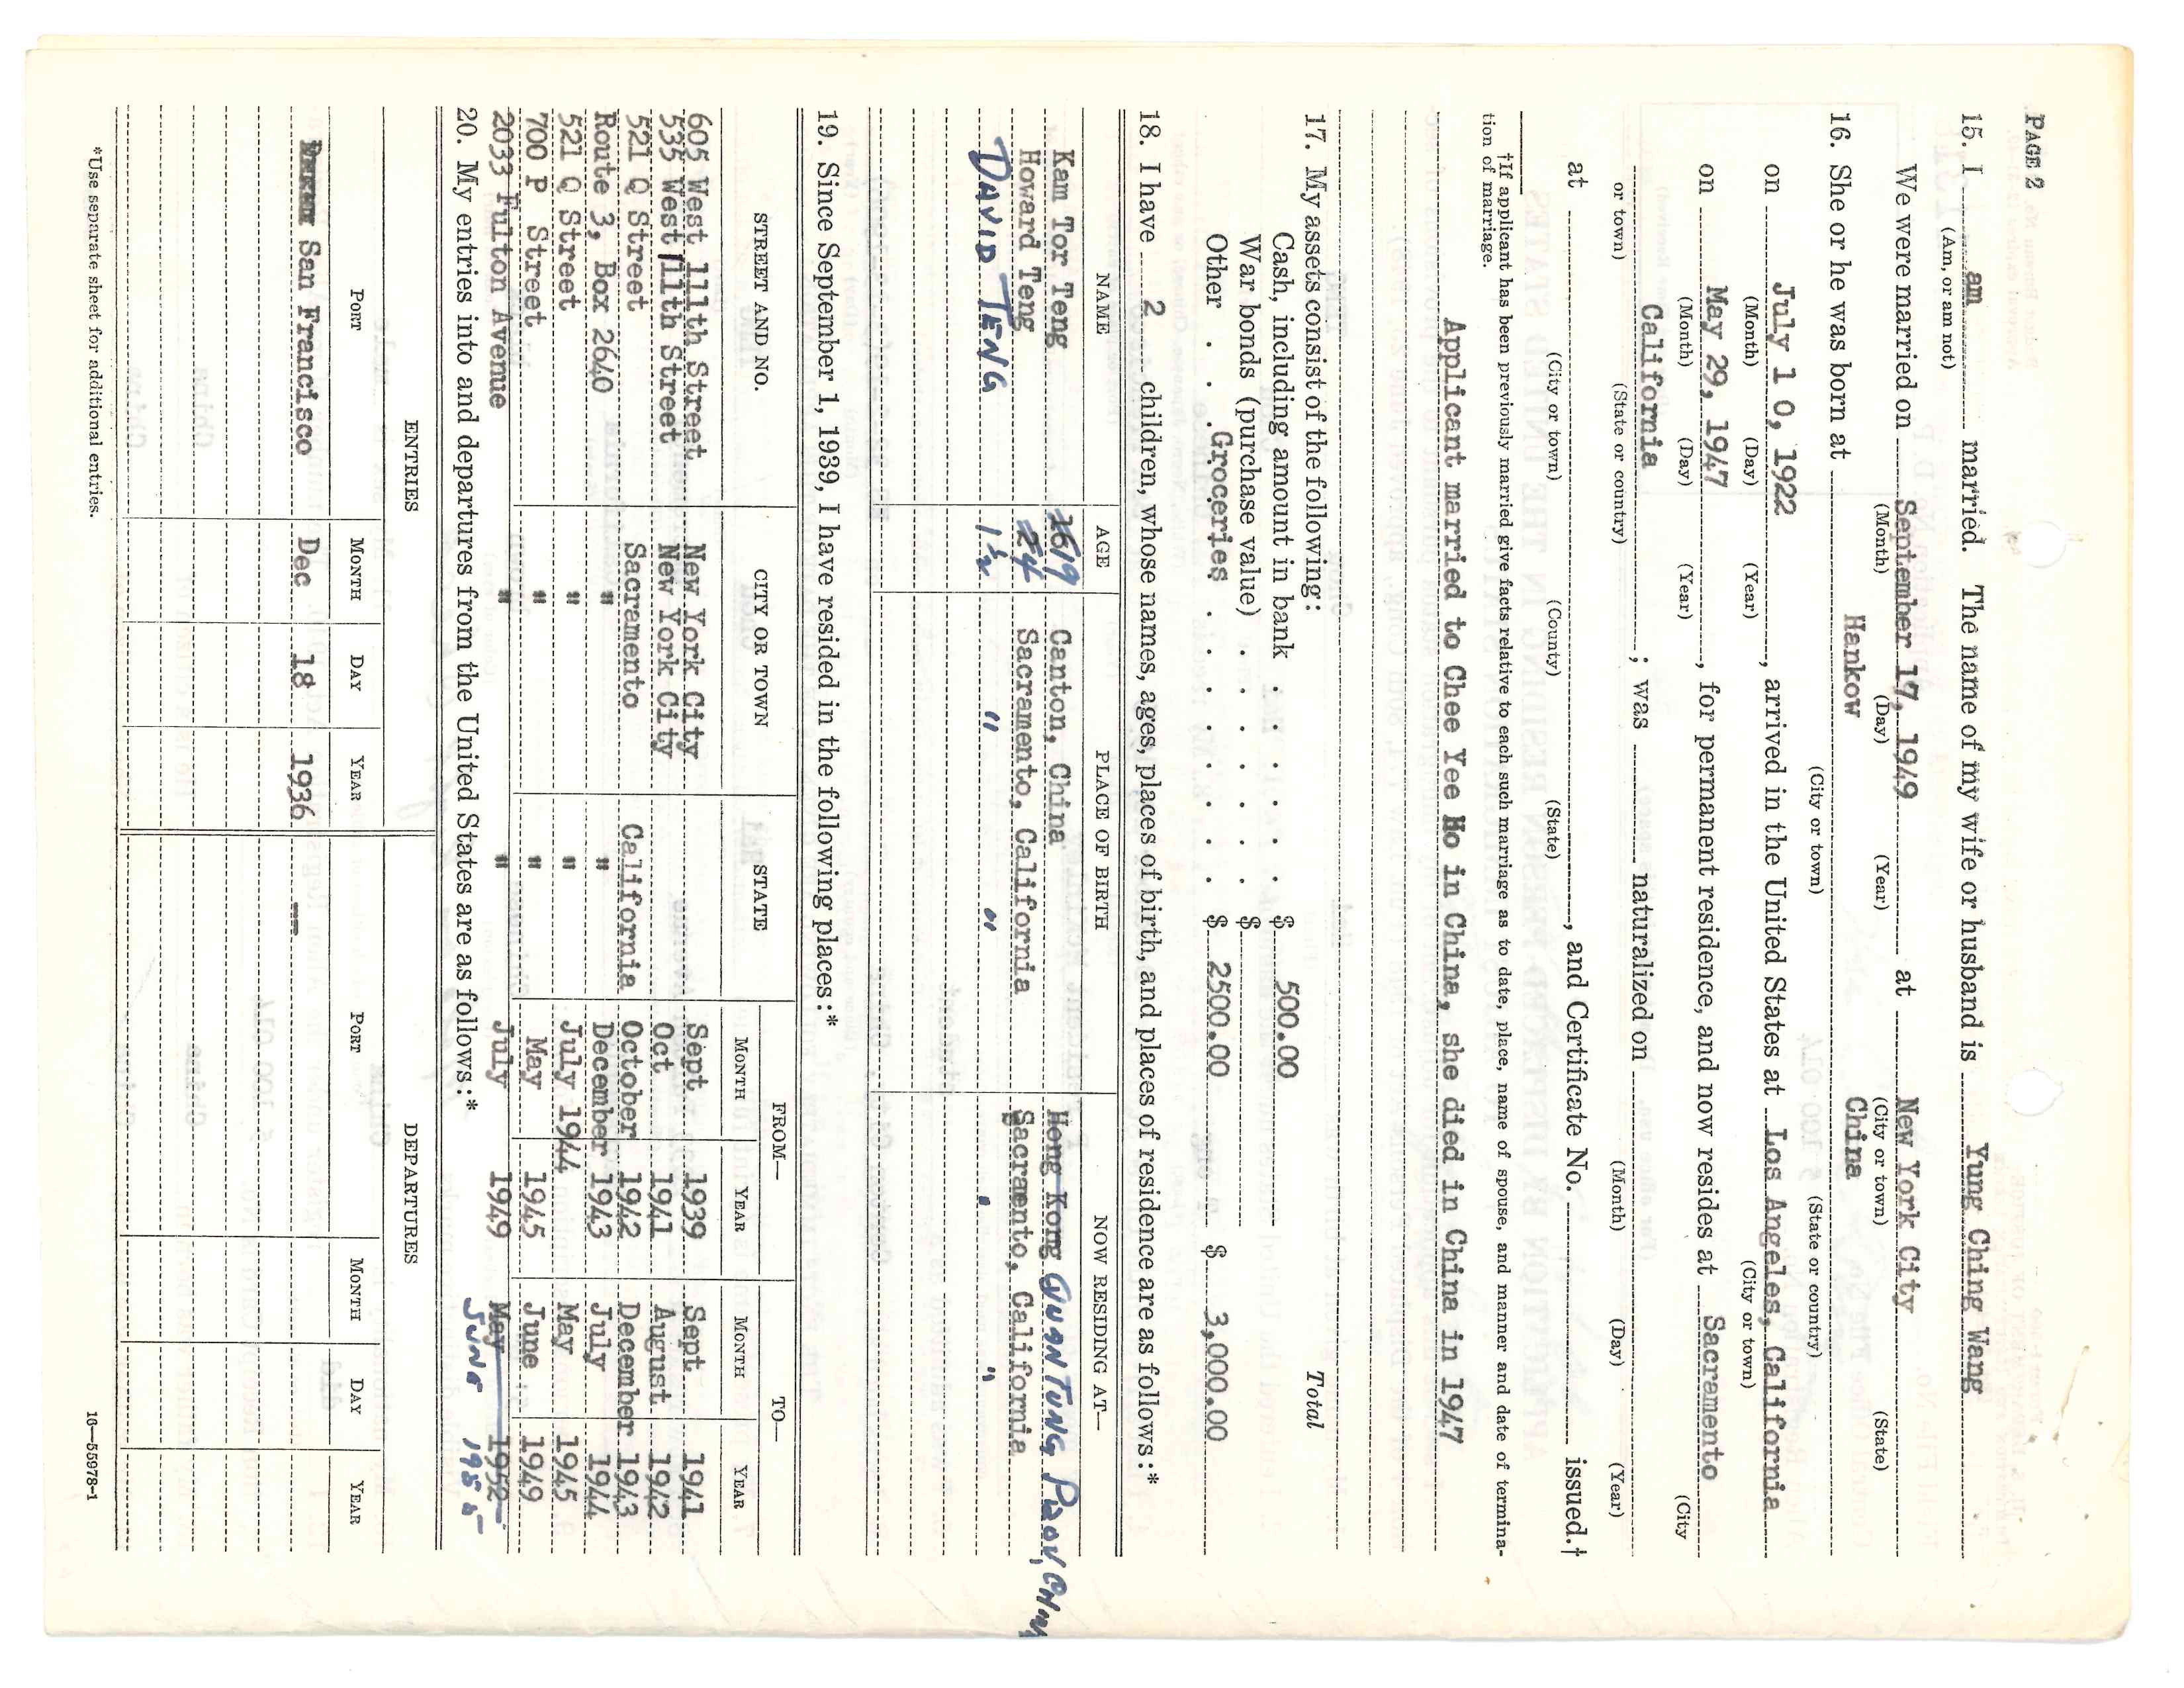 PAGE 2
15. I am married. The name of my wife or husband is Yung Ching Wang
(Am, or am not)
We were married on September 17, 1949 at New York City
(Month) (Day) (Year) (City or town) (State)
16. She or he was born at Hankow China
(City or town) (State or country)
on July 1 0, 1922, arrived in the United States at Los Angeles, California
(Month) (Day) (Year) (City or town)
on May 29, 1947, for permanent residence, and now resides at Sacramento
(Month) (Day) (Year) (City
California ; was naturalized on
or town) (State or country) (Month) (Day) (Year)
at , and Certificate No. issued.†
(City or town) (County) (State)
†If applicant has been previously married give facts relative to each such marriage as to date, place, name of spouse, and manner and date of termina-
tion of marriage.
Applicant married to Chee Yee Ho in China, she died in China in 1947
17. My assets consist of the following: Total
Cash, including amount in bank . . . . . . $ 500.00
War bonds (purchase value) . . . . . . . $
Other . . . Groceries . . . . . . . . . $ 2500.00 $ 3,000.00
18. I have 2 children, whose names, ages, places of birth, and places of residence are as follows:*
NAME AGE PLACE OF BIRTH NOW RESIDING AT—
Kam Tor Teng 16 19 Canton, China Hong Kong QUANTUNG PROV, CHINA
Howard Teng 2 4 Sacramento, California Sacraento, California
DAVID TENG 1½ " " " "
19. Since September 1, 1939, I have resided in the following places:*
STREET AND NO. CITY OR TOWN STATE FROM— TO—
MONTH YEAR MONTH YEAR
605 West 111th Street New York City Sept 1939 Sept 1941
535 West 111th Street New York City Oct 1941 August 1942
521 Q Street Sacramento California October 1942 December 1943
Route 3, Box 2640 " " December 1943 July 1944
521 Q Street " " July 1944 May 1945
700 P Street " " May 1945 June 1949
2033 Fulton Avenue " " July 1949 May 1952
20. My entries into and departures from the United States are as follows:* JUNE 1955
ENTRIES DEPARTURES
PORT MONTH DAY YEAR PORT MONTH DAY YEAR
San Francisco Dec 18 1936 --
*Use separate sheet for additional entries. 16—55978-1